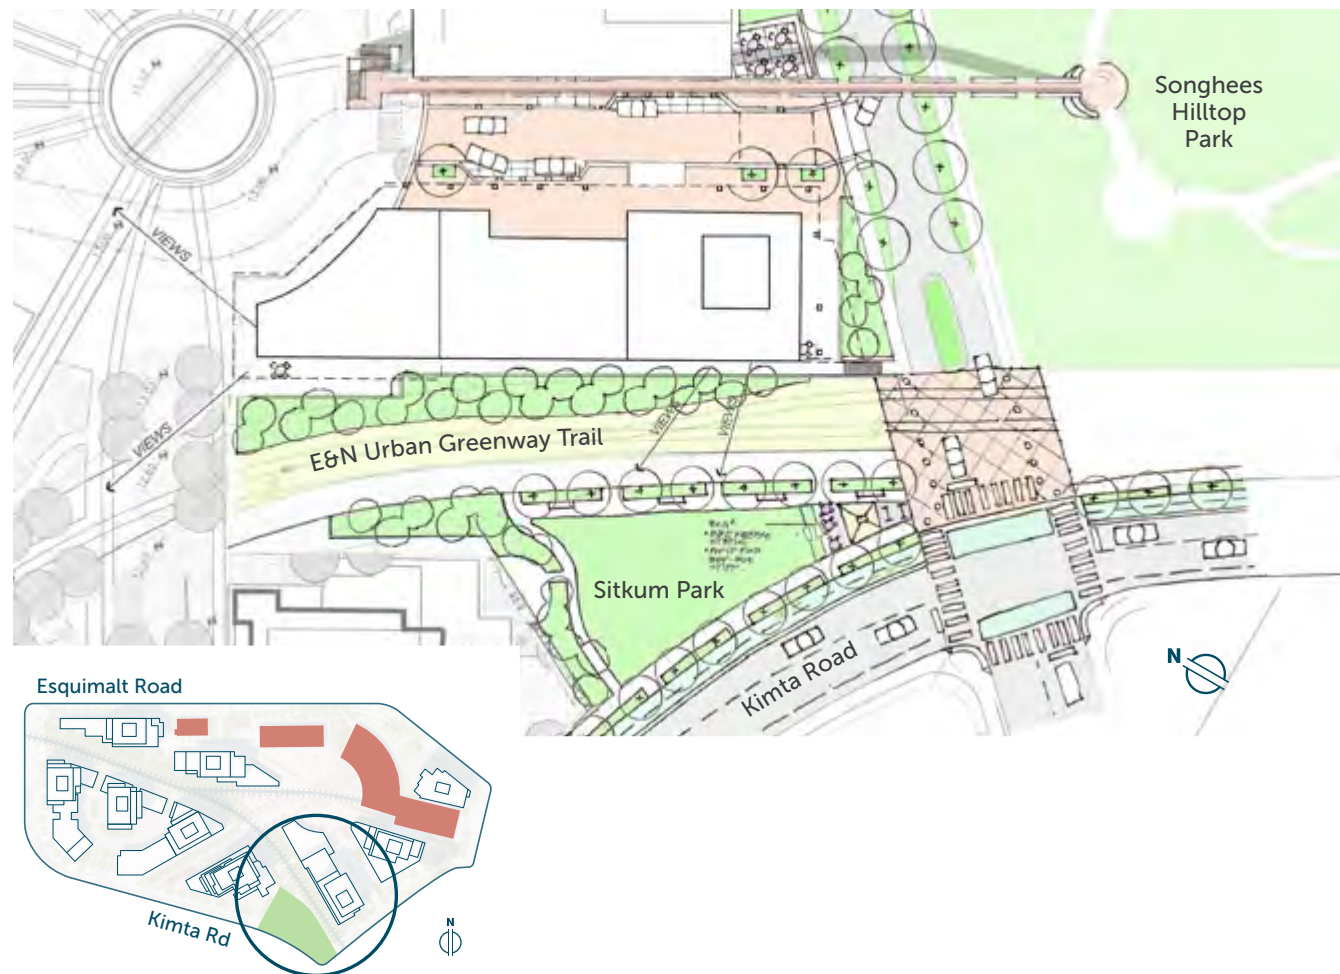 Songhees
Hilltop
Park
VIEWS
VIEWS
VIEWS
VIEWS
E&N Urban Greenway Trail
Sitkum Park
Kimta Road
N
Esquimalt Road
Kimta Rd
N